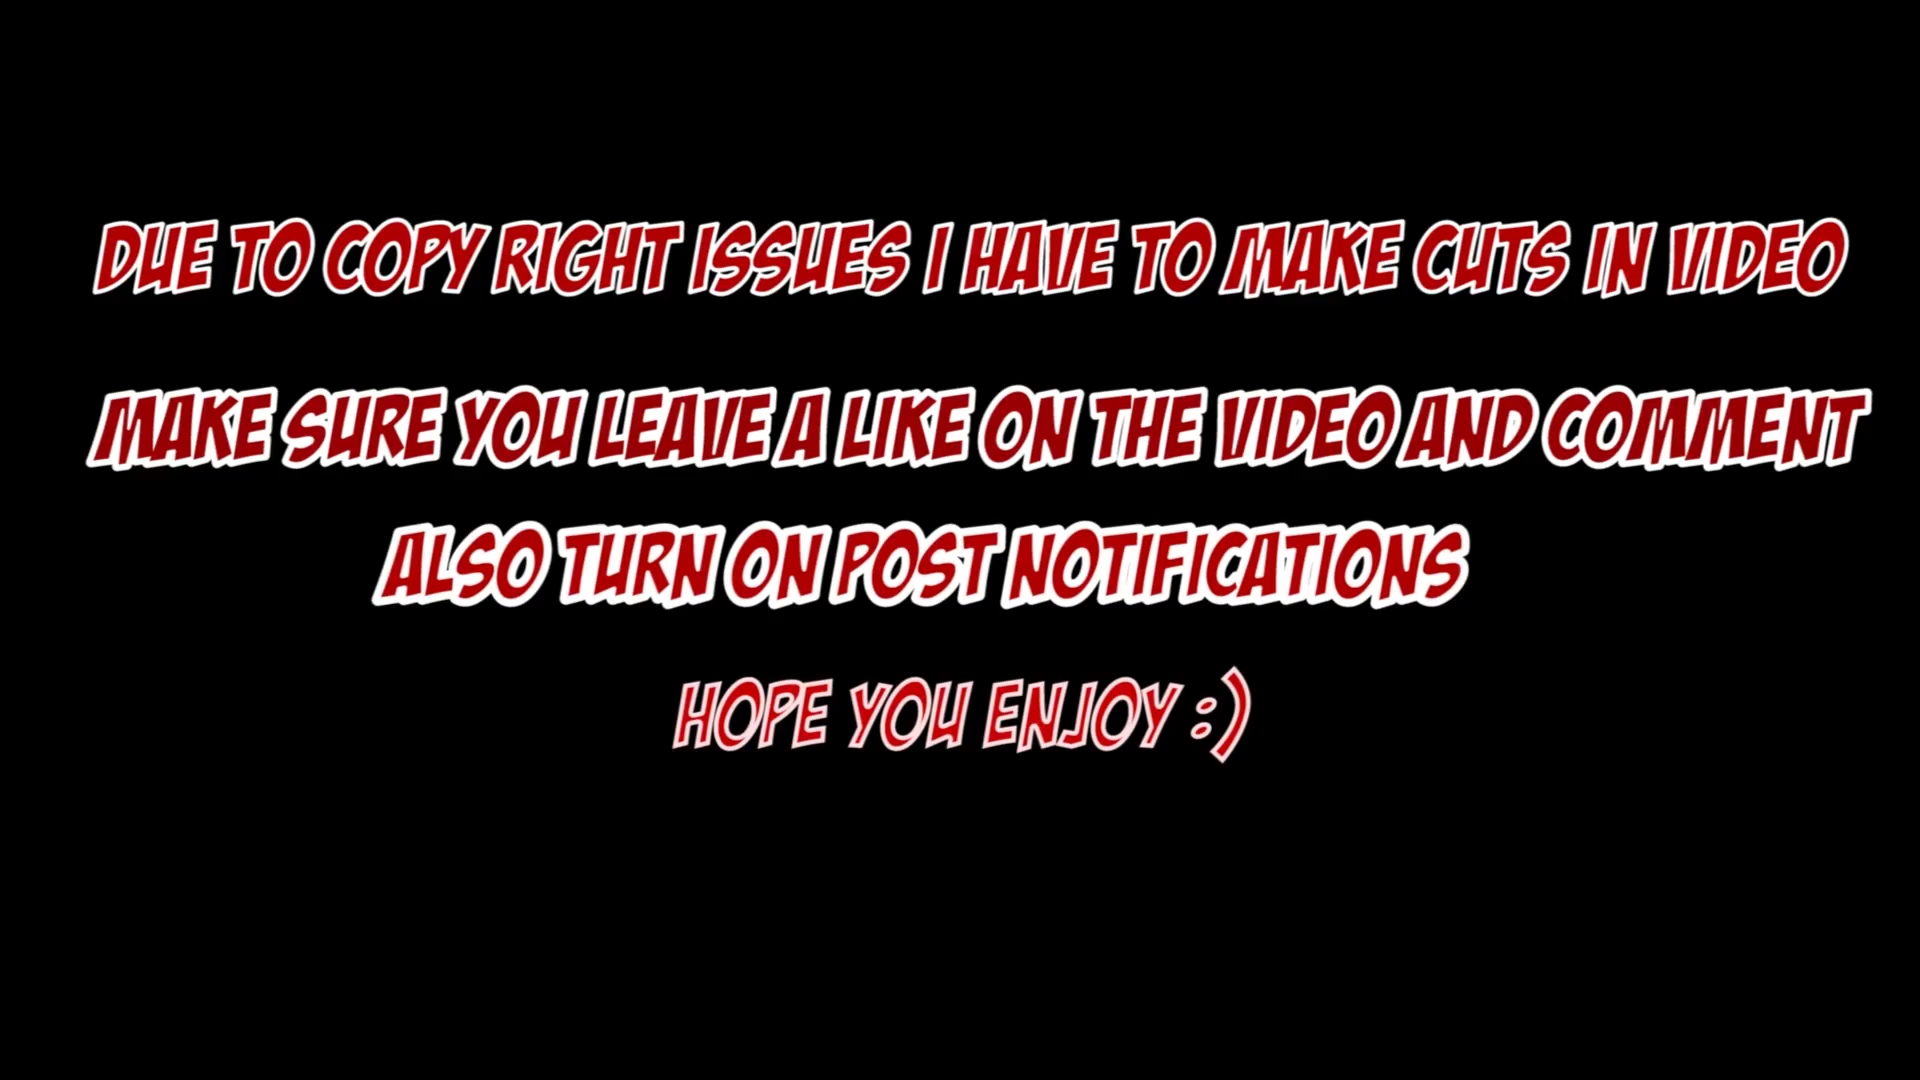 DUE TO COPY RIGHT ISSUES I HAVE TO MAKE CUTS IN VIDEO
MAKE SURE YOU LEAVE A LIKE ON THE VIDEO AND COMMENT
ALSO TURN ON POST NOTIFICATIONS
HOPE YOU ENJOY :)